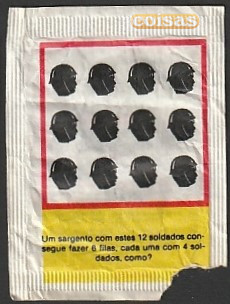 coisas
Um sargento com estes 12 soldados con-
segue fazer 6 filas, cada uma com 4 sol-
dados, como?